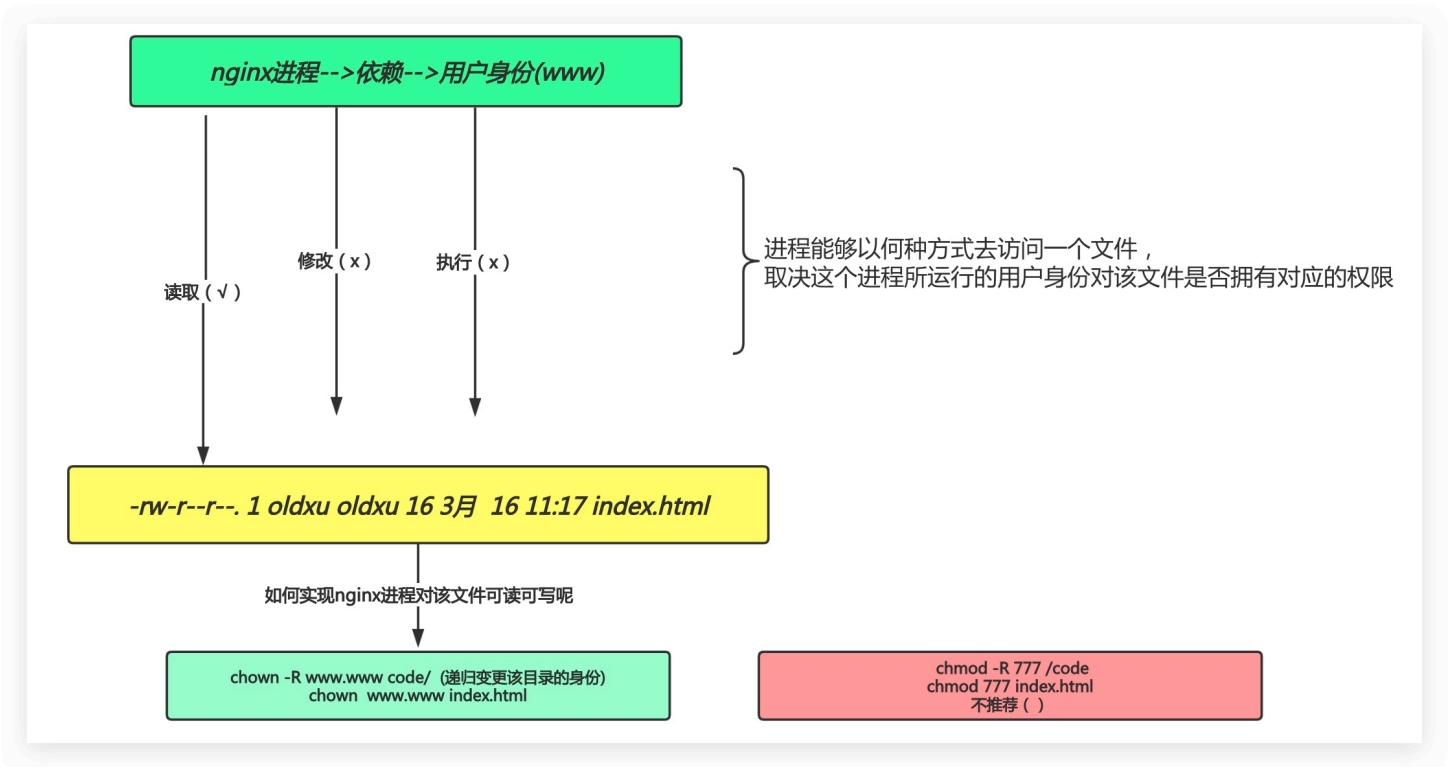 nginx进程-->依赖-->用户身份(www)
读取（√ ）
修改（x ）
执行（x ）
进程能够以何种方式去访问一个文件，
取决这个进程所运行的用户身份对该文件是否拥有对应的权限
-rw-r--r--. 1 oldxu oldxu 16 3月  16 11:17 index.html
如何实现nginx进程对该文件可读可写呢
chown -R www.www code/  (递归变更该目录的身份)
chown  www.www index.html
chmod -R 777 /code
chmod 777 index.html
不推荐（ ）